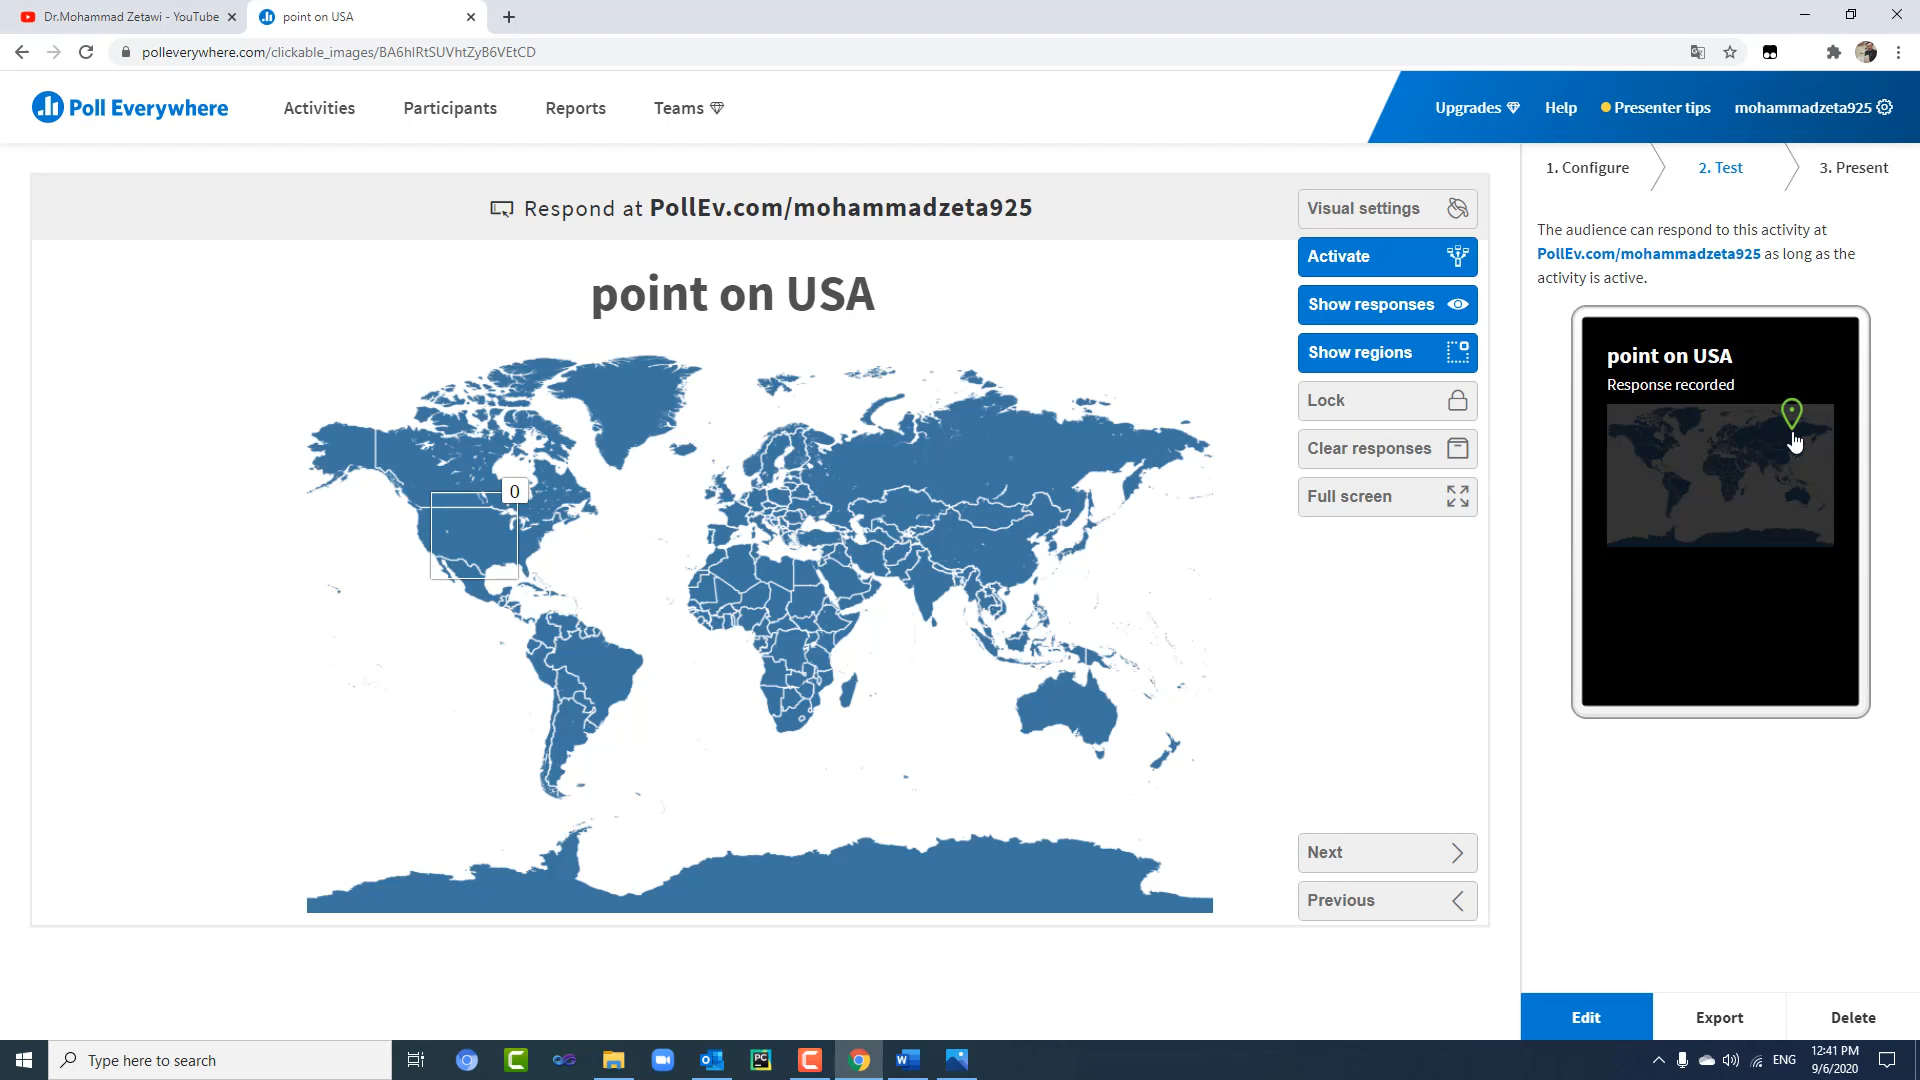 Dr.Mohammad Zetawi - YouTube
point on USA
polleverywhere.com/clickable_images/BA6hIRtSUVhtZyB6VEtCD
Poll Everywhere
Activities
Participants
Reports
Teams
Upgrades
Help
Presenter tips
mohammadzeta925
1. Configure
2. Test
3. Present
Respond at PollEv.com/mohammadzeta925
point on USA
0
Visual settings
Activate
Show responses
Show regions
Lock
Clear responses
Full screen
Next
Previous
The audience can respond to this activity at
PollEv.com/mohammadzeta925 as long as the
activity is active.
point on USA
Response recorded
Edit
Export
Delete
Type here to search
ENG
12:41 PM
9/6/2020